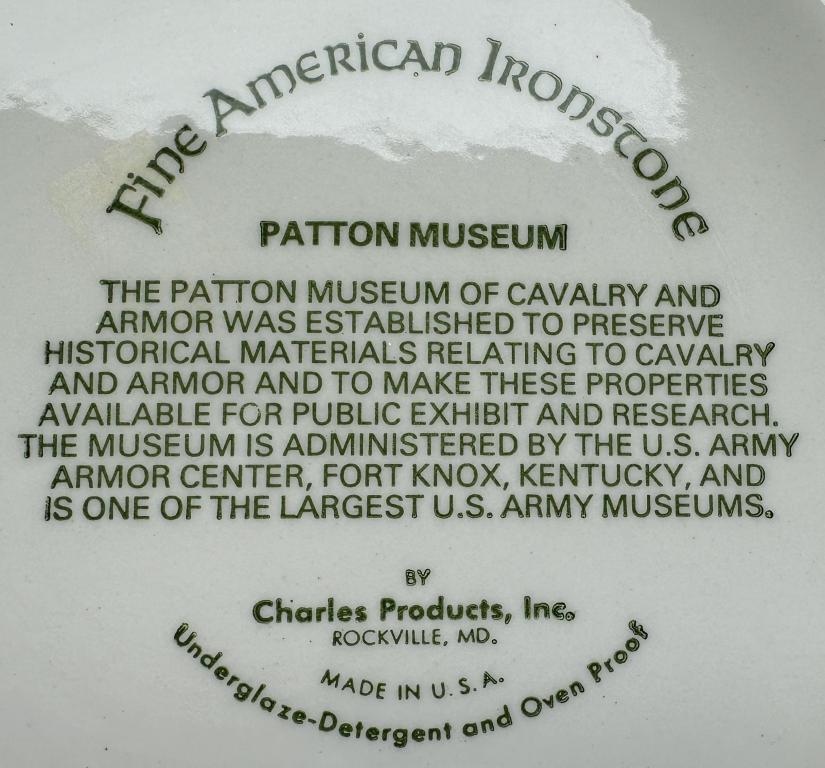 Fine American Ironstone
PATTON MUSEUM
THE PATTON MUSEUM OF CAVALRY AND
ARMOR WAS ESTABLISHED TO PRESERVE
HISTORICAL MATERIALS RELATING TO CAVALRY
AND ARMOR AND TO MAKE THESE PROPERTIES
AVAILABLE FOR PUBLIC EXHIBIT AND RESEARCH.
THE MUSEUM IS ADMINISTERED BY THE U.S. ARMY
ARMOR CENTER, FORT KNOX, KENTUCKY, AND
IS ONE OF THE LARGEST U.S. ARMY MUSEUMS.
BY
Charles Products, Inc.
ROCKVILLE, MD.
MADE IN U.S.A.
Underglaze-Detergent and Oven Proof